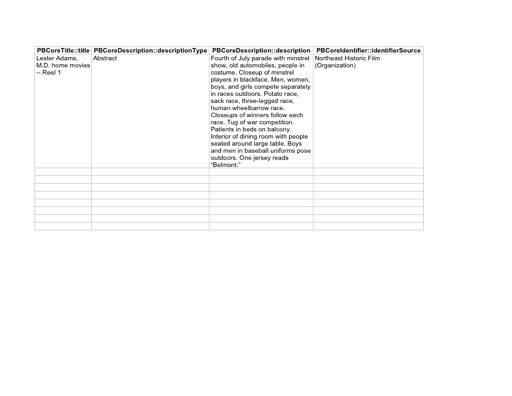 PBCoreTitle::title PBCoreDescription::descriptionType PBCoreDescription::description PBCoreIdentifier::identifierSource
Lester Adams, M.D. home movies -- Reel 1
Abstract
Fourth of July parade with minstrel
show, old automobiles, people in
costume. Closeup of minstrel
players in blackface. Men, women,
boys, and girls compete separately
in races outdoors. Potato race,
sack race, three-legged race,
human wheelbarrow race.
Closeups of winners follow each
race. Tug of war competition.
Patients in beds on balcony.
Interior of dining room with people
seated around large table. Boys
and men in baseball uniforms pose
outdoors. One jersey reads
"Belmont."
Northeast Historic Film
(Organization)